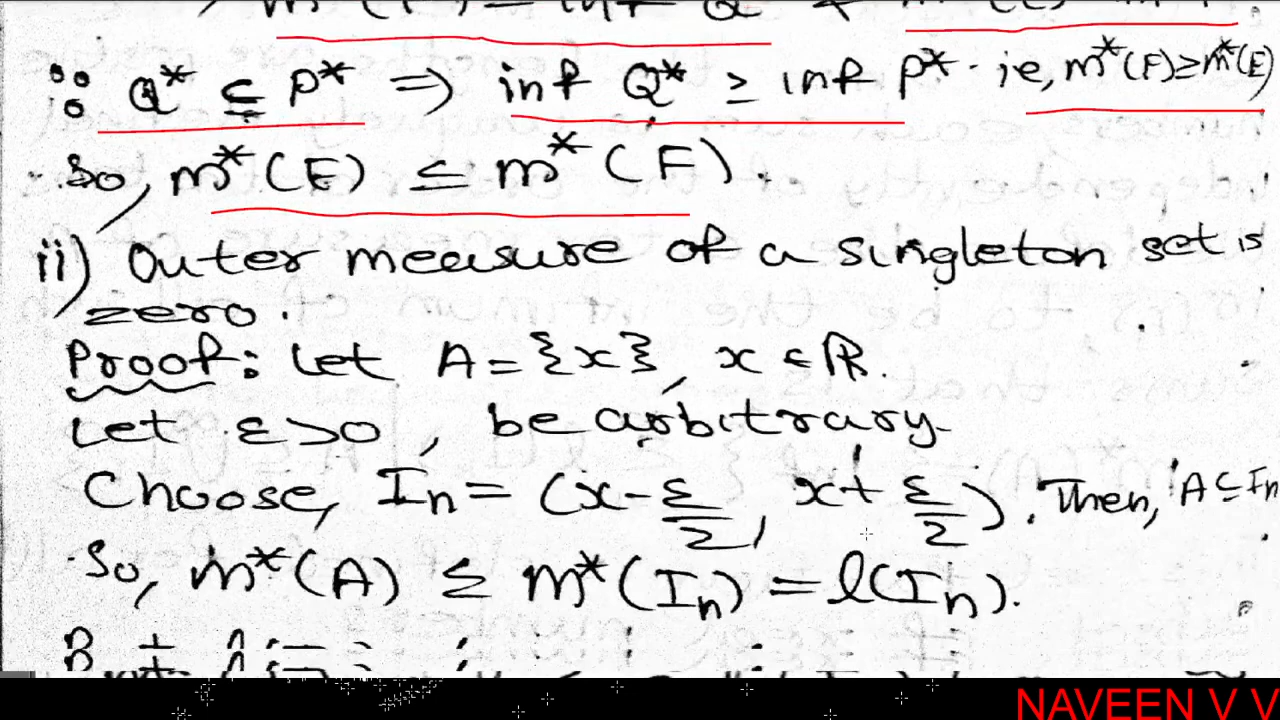 ∴ Q* ⊆ P* ⇒ inf Q* ≥ inf P*. ie, m*(F)≥m*(E)
So, m*(E) ≤ m*(F).
ii) Outer measure of a singleton set is
zero.
Proof: Let A = {x}, x ∈ ℝ.
Let ε>0, be arbitrary.
Choose, In = (x-ε/2, x+ε/2). Then, A ⊆ In
So, m*(A) ≤ m*(In) = l(In).
NAVEEN V V